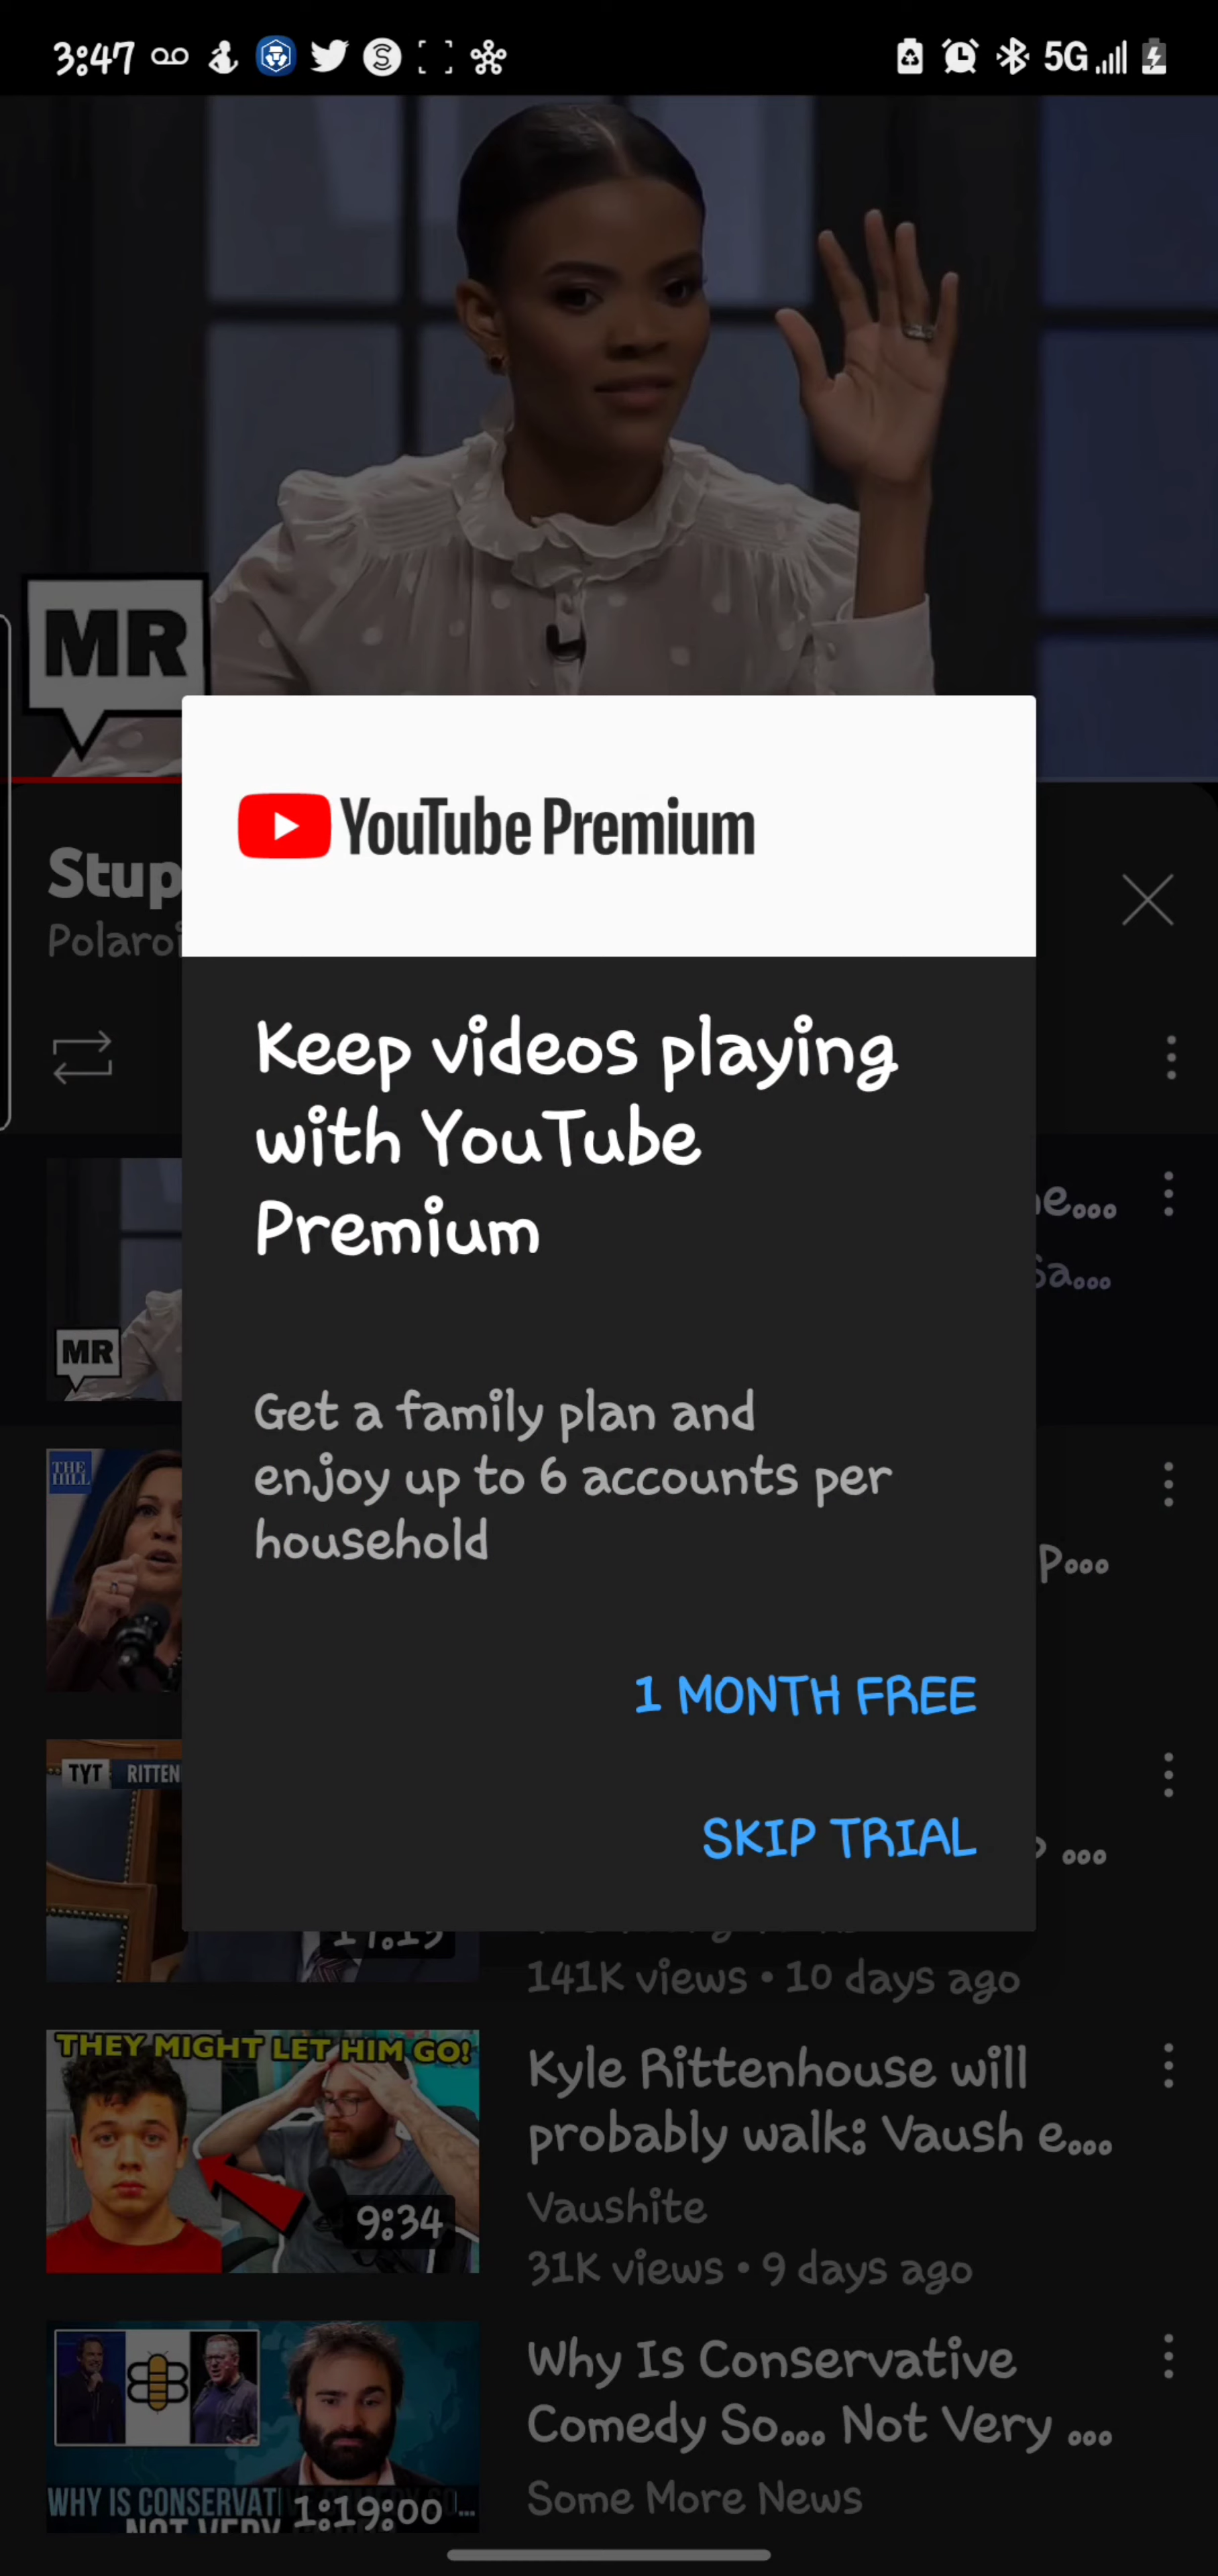 3:47
5G
MR
YouTube Premium
Stup
Polaroi
Keep videos playing
with YouTube
Premium
Get a family plan and
enjoy up to 6 accounts per
household
1 MONTH FREE
SKIP TRIAL
MR
THE
HILL
P...
TYT RITTEN
141K views • 10 days ago
THEY MIGHT LET HIM GO!
9:34
Kyle Rittenhouse will
probably walk: Vaush e...
Vaushite
31K views • 9 days ago
Why Is Conservative
Comedy So... Not Very ...
Some More News
WHY IS CONSERVATI
1:19:00
NOT VERY